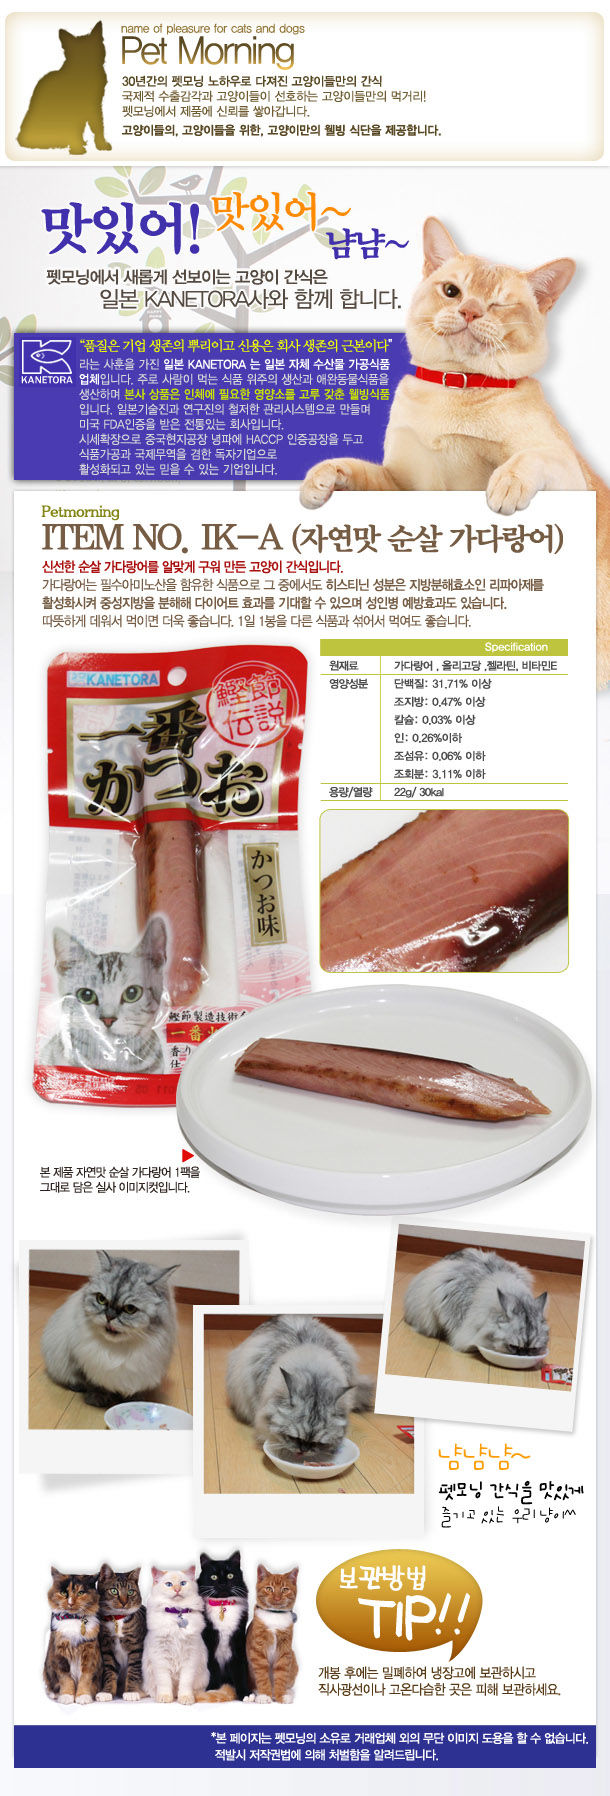 name of pleasure for cats and dogs
Pet Morning
30년간의 펫모닝 노하우로 다져진 고양이들만의 간식
국제적 수출감각과 고양이들이 선호하는 고양이들만의 먹거리!
펫모닝에서 제품에 신뢰를 쌓아갑니다.
고양이들의, 고양이들을 위한, 고양이만의 웰빙 식단을 제공합니다.
맛있어! 맛있어~
냠냠~
펫모닝에서 새롭게 선보이는 고양이 간식은
일본 KANETORA사와 함께 합니다.
KANETORA
“품질은 기업 생존의 뿌리이고 신용은 회사 생존의 근본이다”
라는 사훈을 가진 일본 KANETORA 는 일본 자체 수산물 가공식품
업체입니다. 주로 사람이 먹는 식품 위주의 생산과 애완동물식품을
생산하며 본사 상품은 인체에 필요한 영양소를 고루 갖춘 웰빙식품
입니다. 일본기술진과 연구진의 철저한 관리시스템으로 만들며
미국 FDA인증을 받은 전통있는 회사입니다.
시세확장으로 중국현지공장 녕파에 HACCP 인증공장을 두고
식품가공과 국제무역을 겸한 독자기업으로
활성화되고 있는 믿을 수 있는 기업입니다.
Petmorning
ITEM NO. IK-A (자연맛 순살 가다랑어)
신선한 순살 가다랑어를 알맞게 구워 만든 고양이 간식입니다.
가다랑어는 필수아미노산을 함유한 식품으로 그 중에서도 히스티닌 성분은 지방분해효소인 리파아제를
활성화시켜 중성지방을 분해해 다이어트 효과를 기대할 수 있으며 성인병 예방효과도 있습니다.
따뜻하게 데워서 먹이면 더욱 좋습니다. 1일 1봉을 다른 식품과 섞어서 먹여도 좋습니다.
Specification
원재료 가다랑어 , 올리고당 ,젤라틴, 비타민E
영양성분 단백질: 31.71% 이상
조지방: 0.47% 이상
칼슘: 0.03% 이상
인: 0.26%이하
조섬유: 0.06% 이하
조회분: 3.11% 이하
용량/열량 22g/ 30kal
KANETORA
鰹節
伝説
一番
かつお
かつお味
鰹節製造技術
一番
香り
仕
본 제품 자연맛 순살 가다랑어 1팩을
그대로 담은 실사 이미지컷입니다.
냠냠냠~
펫모닝 간식을 맛있게
즐기고 있는 우리냥이^^
보관방법
TIP!!
개봉 후에는 밀폐하여 냉장고에 보관하시고
직사광선이나 고온다습한 곳은 피해 보관하세요.
*본 페이지는 펫모닝의 소유로 거래업체 외의 무단 이미지 도용을 할 수 없습니다.
적발시 저작권법에 의해 처벌함을 알려드립니다.